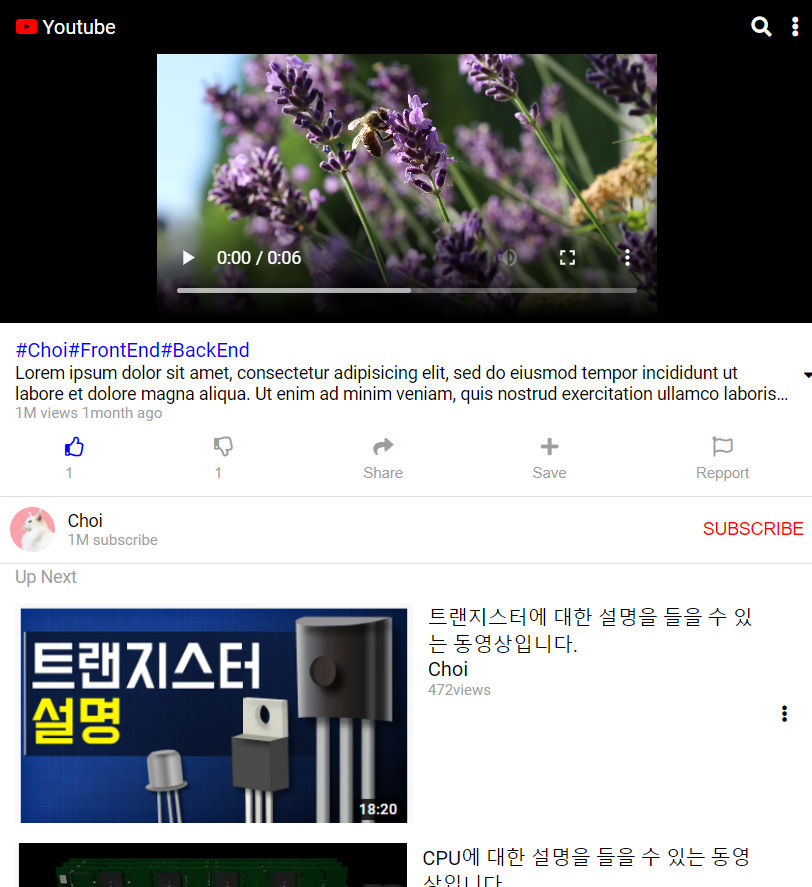 Youtube
0:00 / 0:06
#Choi#FrontEnd#BackEnd
Lorem ipsum dolor sit amet, consectetur adipisicing elit, sed do eiusmod tempor incididunt ut
labore et dolore magna aliqua. Ut enim ad minim veniam, quis nostrud exercitation ullamco laboris...
1M views 1month ago
1
1
Share
Save
Repport
Choi
1M subscribe
SUBSCRIBE
Up Next
트랜지스터
설명
18:20
트랜지스터에 대한 설명을 들을 수 있
는 동영상입니다.
Choi
472views
CPU에 대한 설명을 들을 수 있는 동영
상입니다